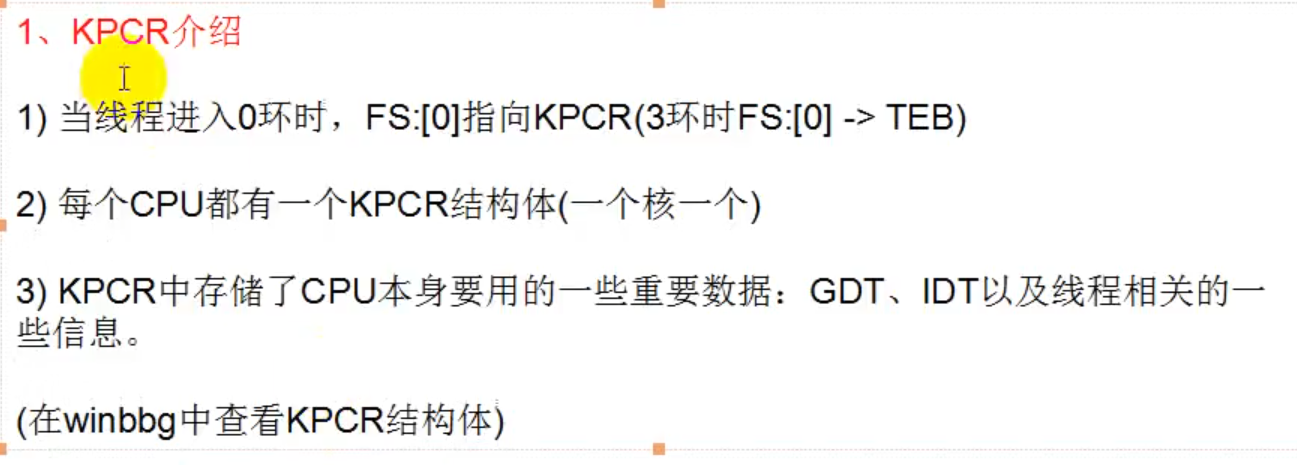 1、KPCR介绍
1) 当线程进入0环时，FS:[0]指向KPCR(3环时FS:[0] -> TEB)
2) 每个CPU都有一个KPCR结构体(一个核一个)
3) KPCR中存储了CPU本身要用的一些重要数据：GDT、IDT以及线程相关的一
些信息。
(在winbbg中查看KPCR结构体)